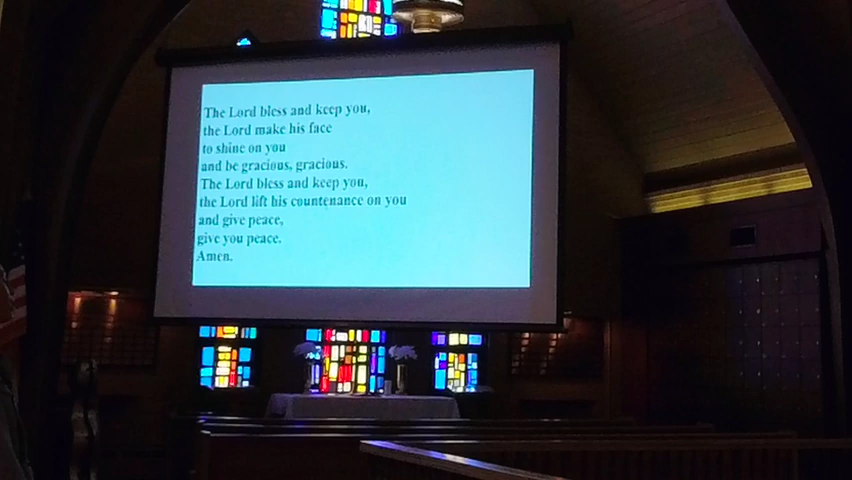 The Lord bless and keep you,
the Lord make his face
to shine on you
and be gracious, gracious.
The Lord bless and keep you,
the Lord lift his countenance on you
and give peace,
give you peace.
Amen.